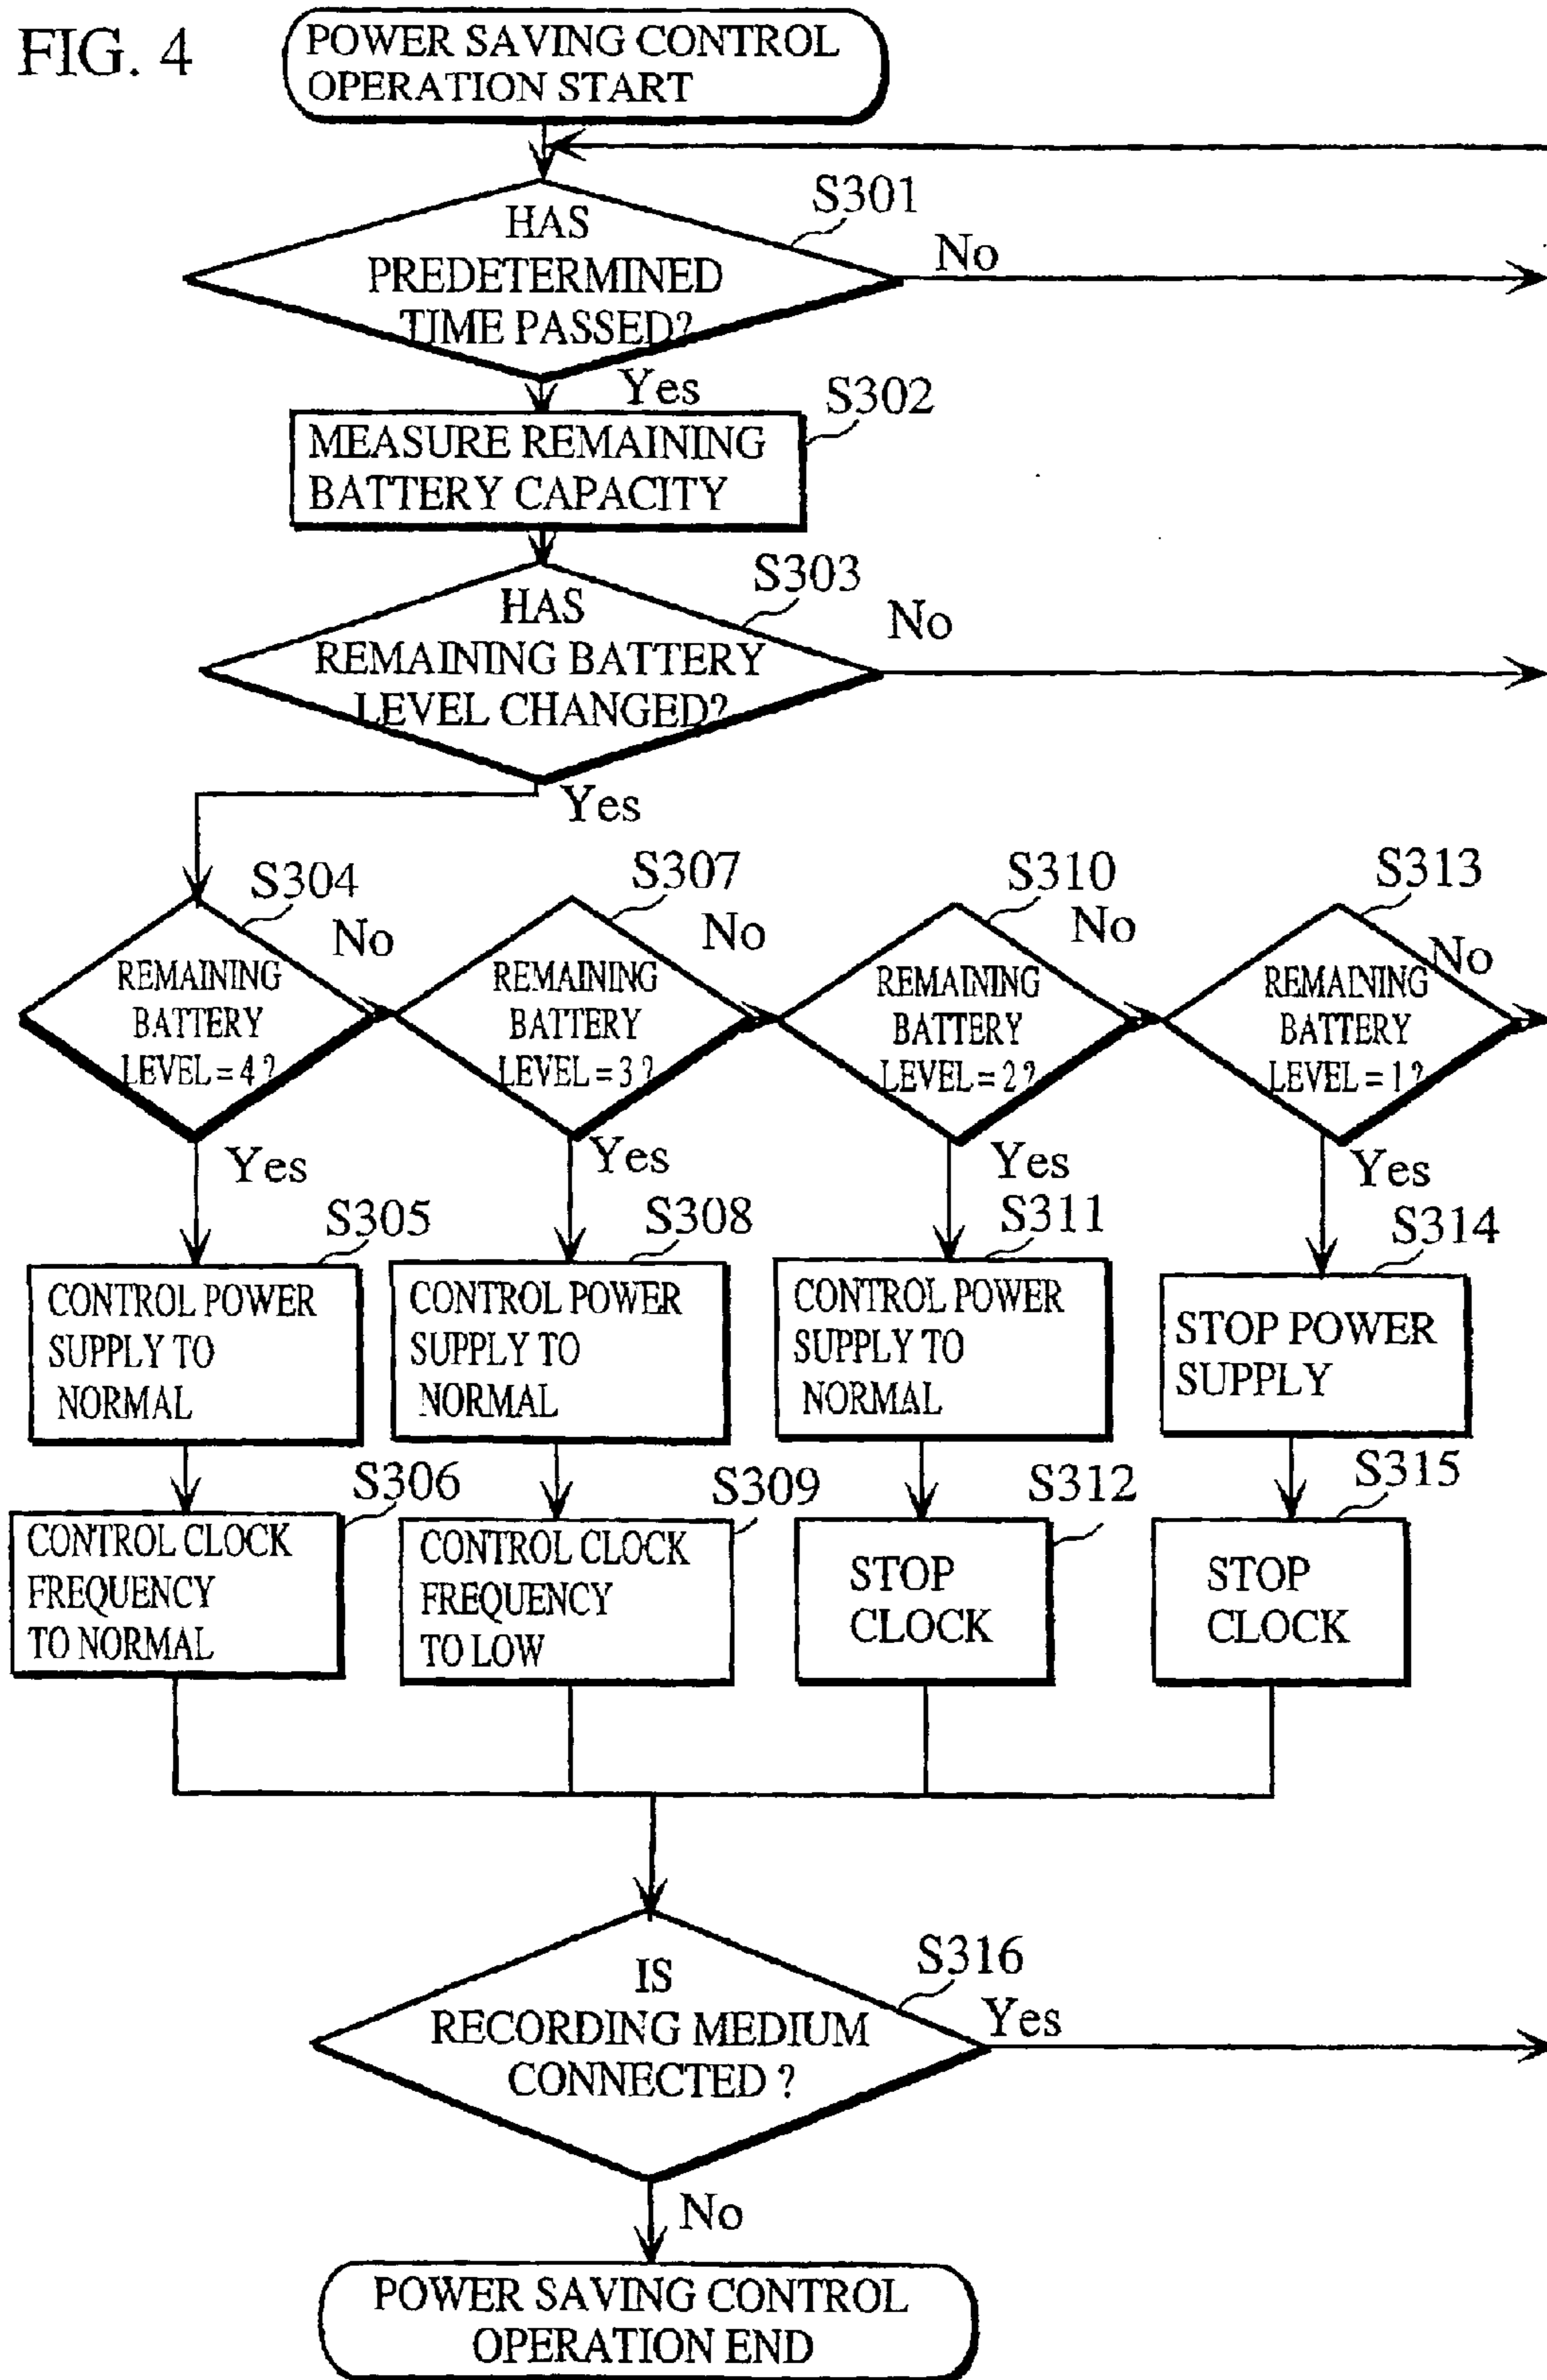 FIG. 4
POWER SAVING CONTROL
OPERATION START
S301
HAS
PREDETERMINED
TIME PASSED?
No
Yes
S302
MEASURE REMAINING
BATTERY CAPACITY
S303
HAS
REMAINING BATTERY
LEVEL CHANGED?
No
Yes
S304
REMAINING
BATTERY
LEVEL = 4 ?
No
Yes
S307
REMAINING
BATTERY
LEVEL = 3 ?
No
Yes
S310
REMAINING
BATTERY
LEVEL = 2 ?
No
Yes
S313
REMAINING
BATTERY
LEVEL = 1 ?
No
Yes
S305
CONTROL POWER
SUPPLY TO
NORMAL
S308
CONTROL POWER
SUPPLY TO
NORMAL
S311
CONTROL POWER
SUPPLY TO
NORMAL
S314
STOP POWER
SUPPLY
S306
CONTROL CLOCK
FREQUENCY
TO NORMAL
S309
CONTROL CLOCK
FREQUENCY
TO LOW
S312
STOP
CLOCK
S315
STOP
CLOCK
S316
IS
RECORDING MEDIUM
CONNECTED ?
Yes
No
POWER SAVING CONTROL
OPERATION END